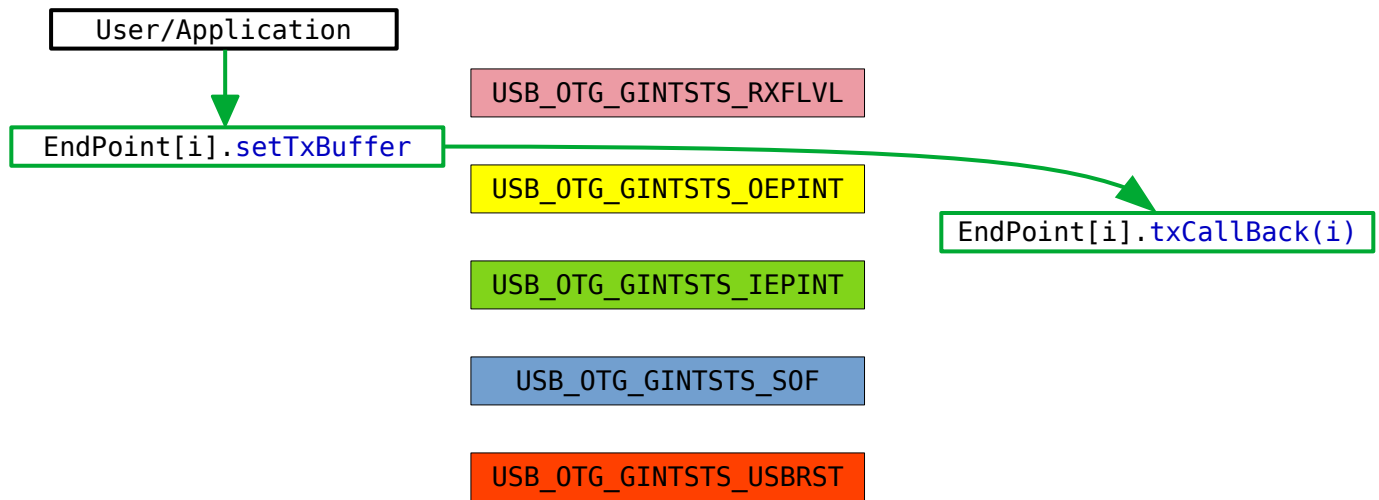 User/Application
USB_OTG_GINTSTS_RXFLVL
EndPoint[i].setTxBuffer
USB_OTG_GINTSTS_OEPINT
EndPoint[i].txCallBack(i)
USB_OTG_GINTSTS_IEPINT
USB_OTG_GINTSTS_SOF
USB_OTG_GINTSTS_USBRST